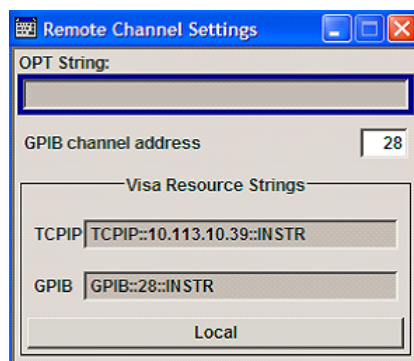 Remote Channel Settings
OPT String:
GPIB channel address 28
Visa Resource Strings
TCPIP TCPIP::10.113.10.39::INSTR
GPIB GPIB::28::INSTR
Local